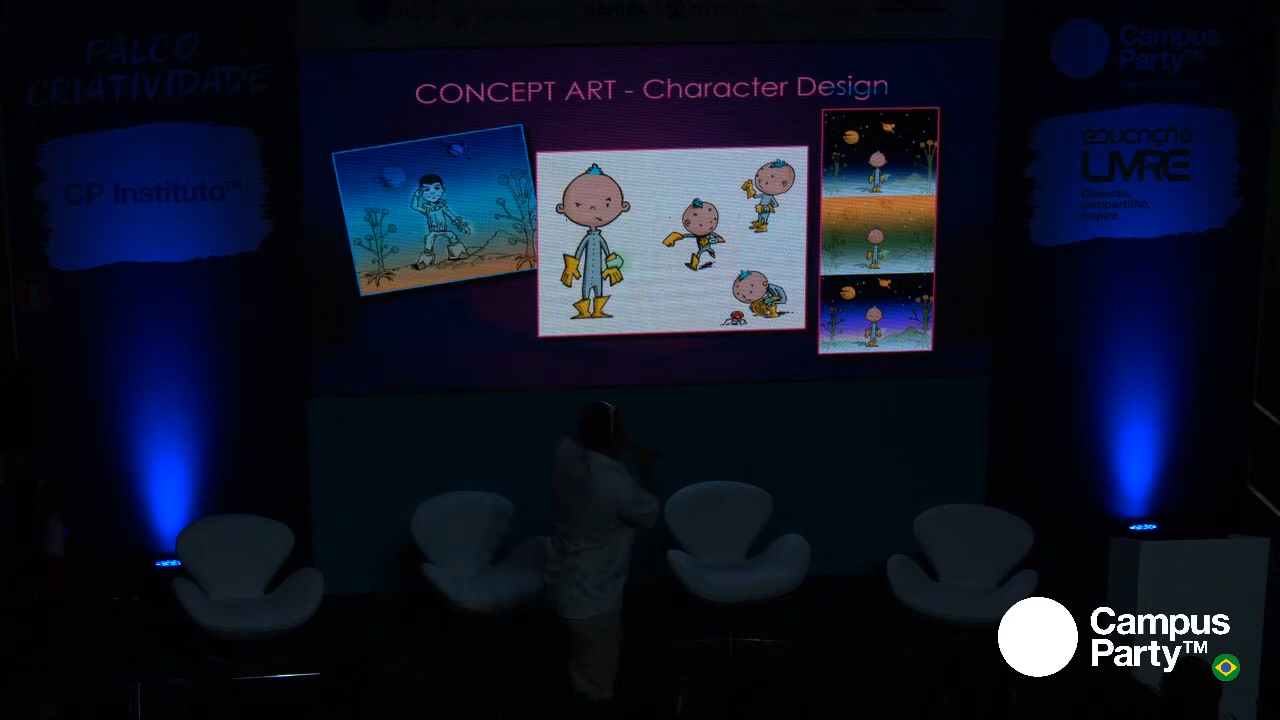 PALCO
CRIATIVIDADE
CP Instituto™
CONCEPT ART - Character Design
Campus
Party™
educação
LIVRE
Conecte,
compartilhe,
inspire.
Campus
Party™